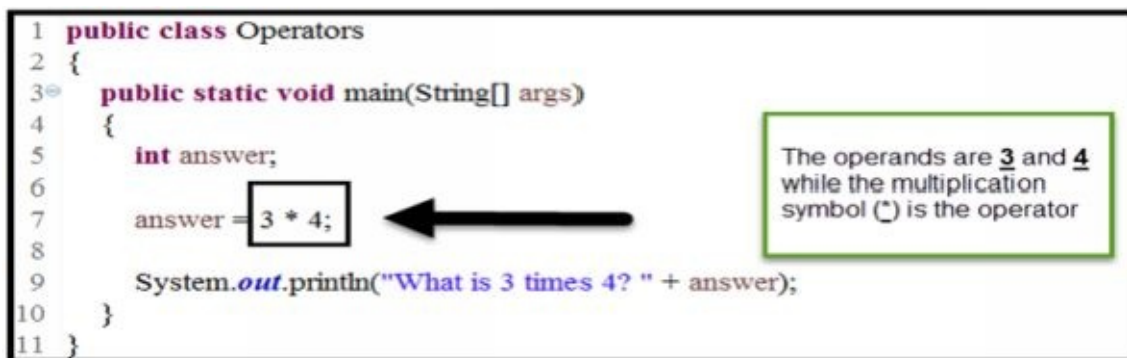 1 public class Operators
2 {
3 public static void main(String[] args)
4 {
5 int answer;
6
7 answer = 3 * 4;
8
9 System.out.println("What is 3 times 4? " + answer);
10 }
11 }
The operands are 3 and 4
while the multiplication
symbol (*) is the operator